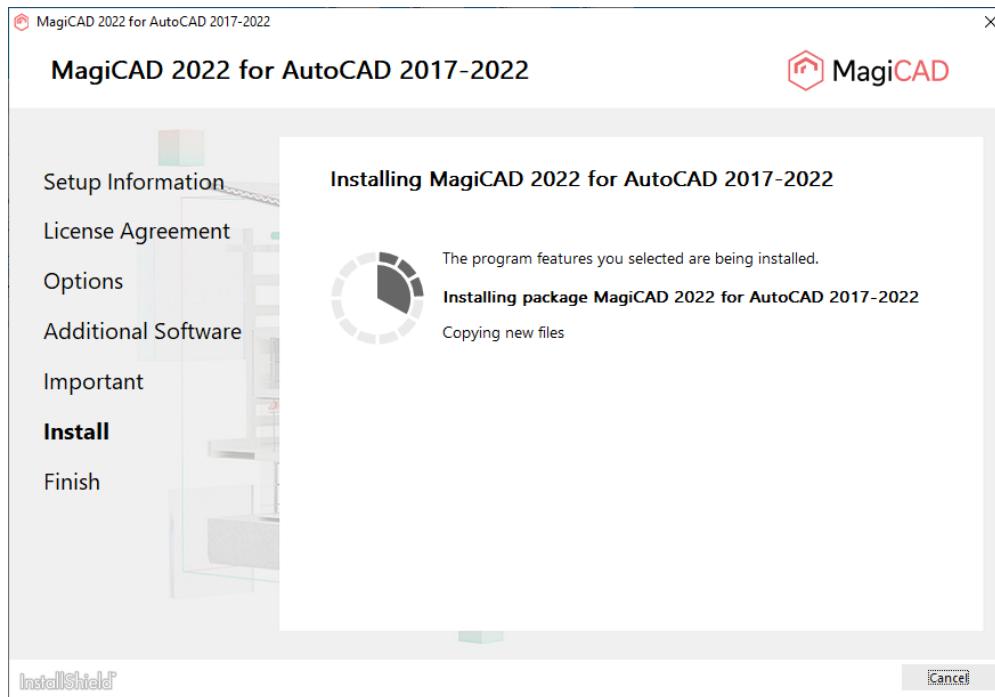 MagiCAD 2022 for AutoCAD 2017-2022
MagiCAD 2022 for AutoCAD 2017-2022
MagiCAD
Setup Information
License Agreement
Options
Additional Software
Important
Install
Finish
Installing MagiCAD 2022 for AutoCAD 2017-2022
The program features you selected are being installed.
Installing package MagiCAD 2022 for AutoCAD 2017-2022
Copying new files
InstallShield
Cancel